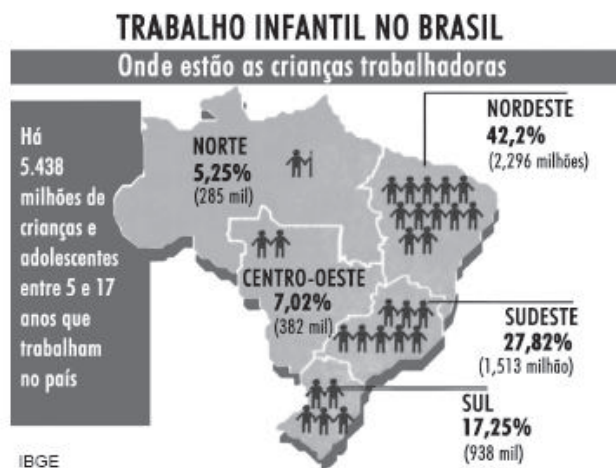 TRABALHO INFANTIL NO BRASIL
Onde estão as crianças trabalhadoras
Há
5.438
milhões de
crianças e
adolescentes
entre 5 e 17
anos que
trabalham
no país
NORTE
5,25%
(285 mil)
NORDESTE
42,2%
(2,296 milhões)
CENTRO-OESTE
7,02%
(382 mil)
SUDESTE
27,82%
(1,513 milhão)
SUL
17,25%
(938 mil)
IBGE